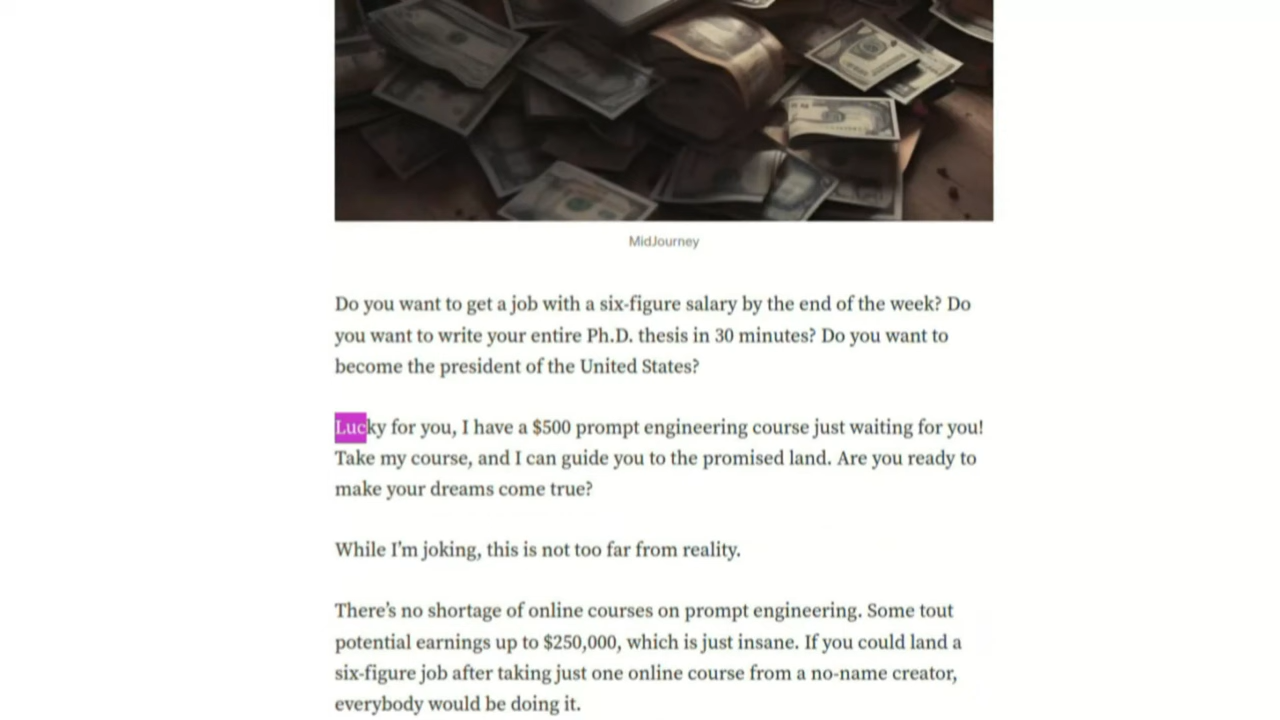 MidJourney
Do you want to get a job with a six-figure salary by the end of the week? Do
you want to write your entire Ph.D. thesis in 30 minutes? Do you want to
become the president of the United States?
Lucky for you, I have a $500 prompt engineering course just waiting for you!
Take my course, and I can guide you to the promised land. Are you ready to
make your dreams come true?
While I’m joking, this is not too far from reality.
There’s no shortage of online courses on prompt engineering. Some tout
potential earnings up to $250,000, which is just insane. If you could land a
six-figure job after taking just one online course from a no-name creator,
everybody would be doing it.